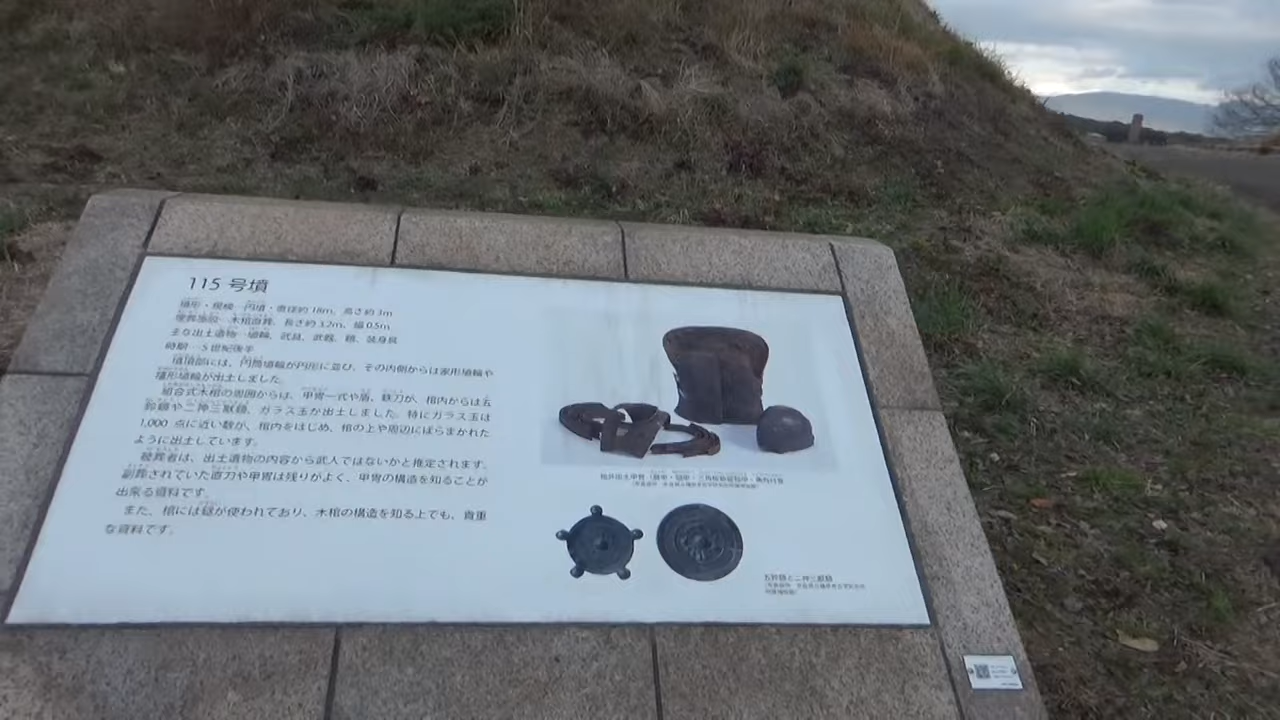 115 号墳
墳形・規模 円墳・直径約 18m、高さ約 3m
埋葬施設 木棺直葬、長さ約 3.2m、幅 0.5m
主な出土遺物 埴輪、武具、武器、鏡、装身具
時期 5 世紀後半
墳頂部には、円筒埴輪が円形に並び、その内側からは家形埴輪や
種形埴輪が出土しました。
組合式木棺の周囲からは、甲冑一式や盾、鉄刀が、棺内からは五
鈴鏡や二神三獣鏡、ガラス玉が出土しました。特にガラス玉は
1,000 点に近い数が、棺内をはじめ、棺の上や周辺にばらまかれた
ように出土しています。
被葬者は、出土遺物の内容から武人ではないかと推定されます。
副葬されていた直刀や甲冑は残りがよく、甲冑の構造を知ることが
出来る資料です。
また、棺には鎹が使われており、木棺の構造を知る上でも、貴重
な資料です。
五鈴鏡と二神三獣鏡